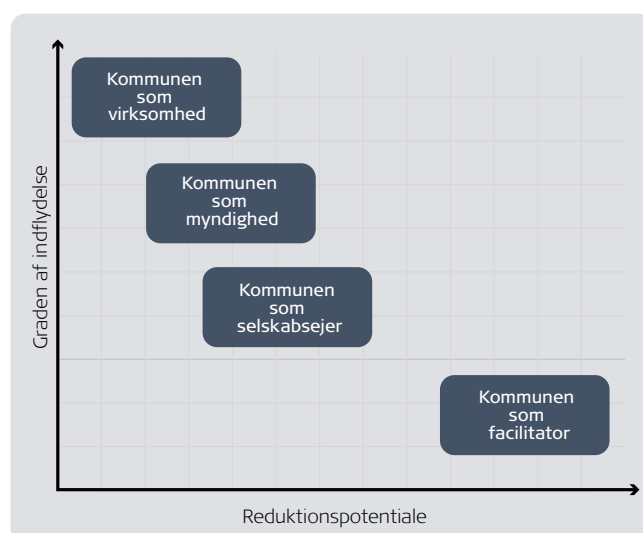 Kommunen
som
virksomhed
Kommunen
som
myndighed
Kommunen
som
selskabsejer
Kommunen
som
facilitator
Graden af indflydelse
Reduktionspotentiale